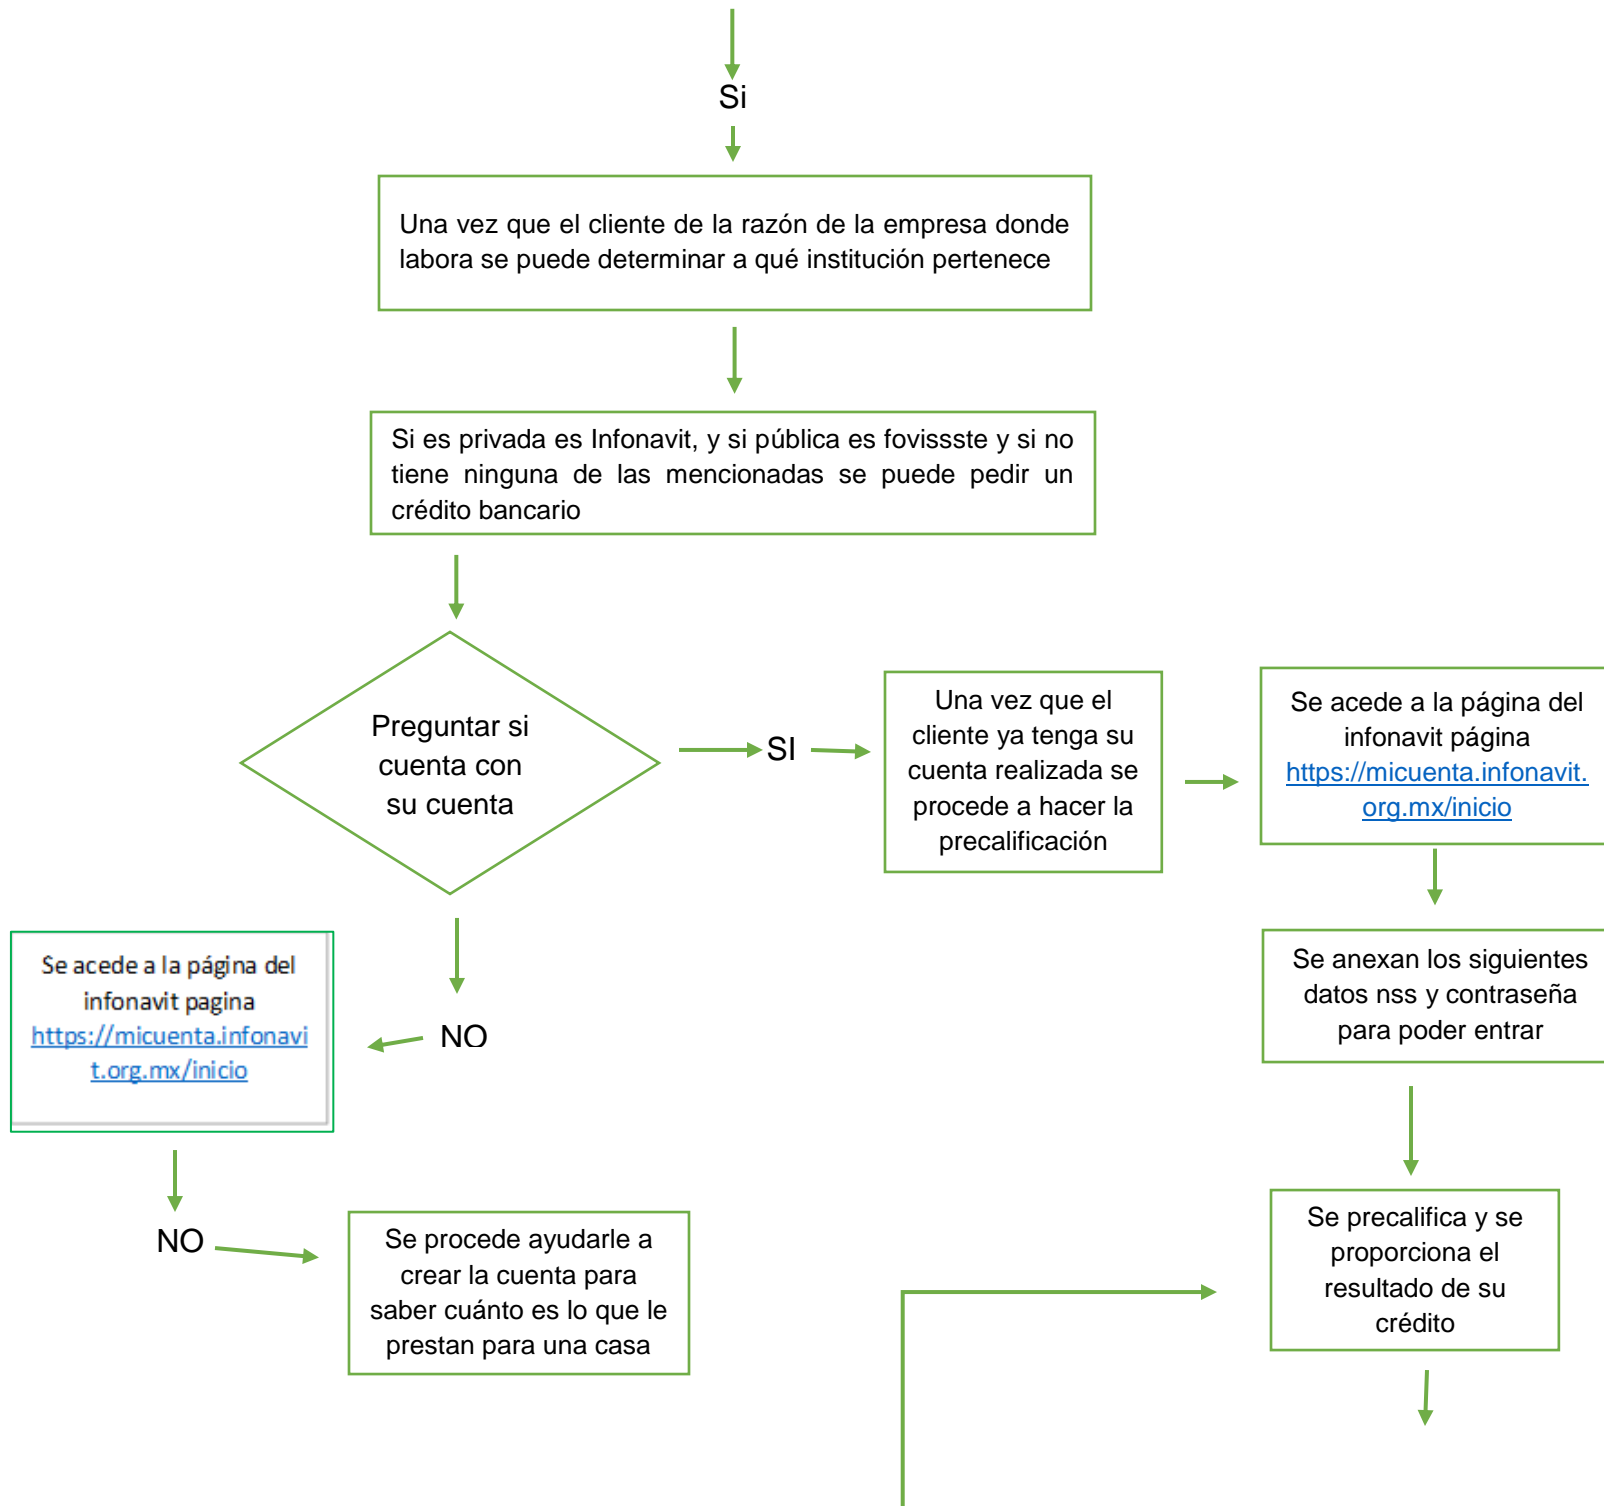 Si
Una vez que el cliente de la razón de la empresa donde
labora se puede determinar a qué institución pertenece
Si es privada es Infonavit, y si pública es fovissste y si no
tiene ninguna de las mencionadas se puede pedir un
crédito bancario
Preguntar si
cuenta con
su cuenta
SI
Una vez que el
cliente ya tenga su
cuenta realizada se
procede a hacer la
precalificación
Se acede a la página del
infonavit página
https://micuenta.infonavit.
org.mx/inicio
Se anexan los siguientes
datos nss y contraseña
para poder entrar
Se precalifica y se
proporciona el
resultado de su
crédito
NO
Se acede a la página del
infonavit pagina
https://micuenta.infonavi
t.org.mx/inicio
NO
Se procede ayudarle a
crear la cuenta para
saber cuánto es lo que le
prestan para una casa